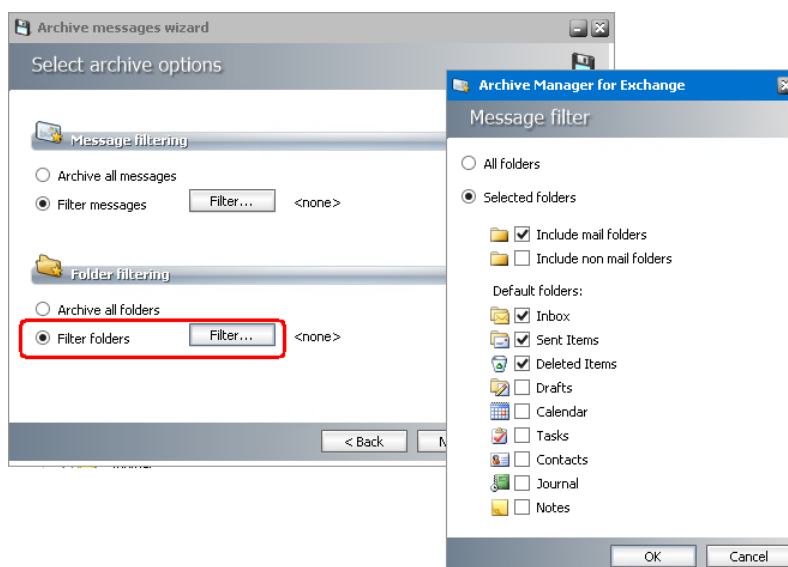 Archive messages wizard
Select archive options
Message filtering
Archive all messages
Filter messages Filter... <none>
Folder filtering
Archive all folders
Filter folders Filter... <none>
< Back N
Archive Manager for Exchange
Message filter
All folders
Selected folders
Include mail folders
Include non mail folders
Default folders:
Inbox
Sent Items
Deleted Items
Drafts
Calendar
Tasks
Contacts
Journal
Notes
OK Cancel